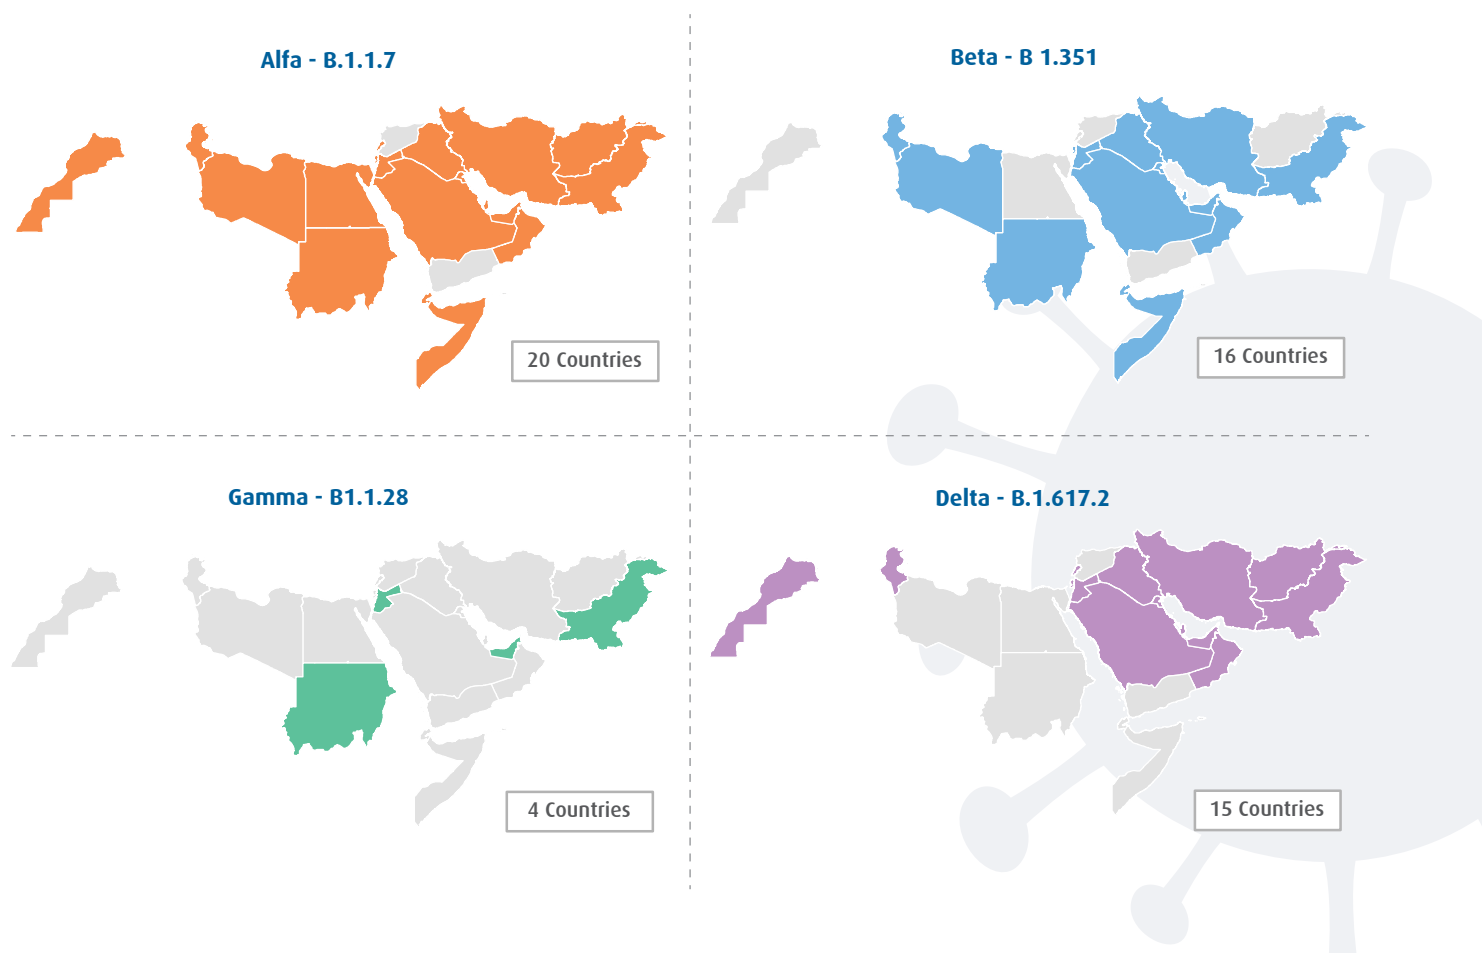 Alfa - B.1.1.7
20 Countries
Beta - B 1.351
16 Countries
Gamma - B1.1.28
4 Countries
Delta - B.1.617.2
15 Countries